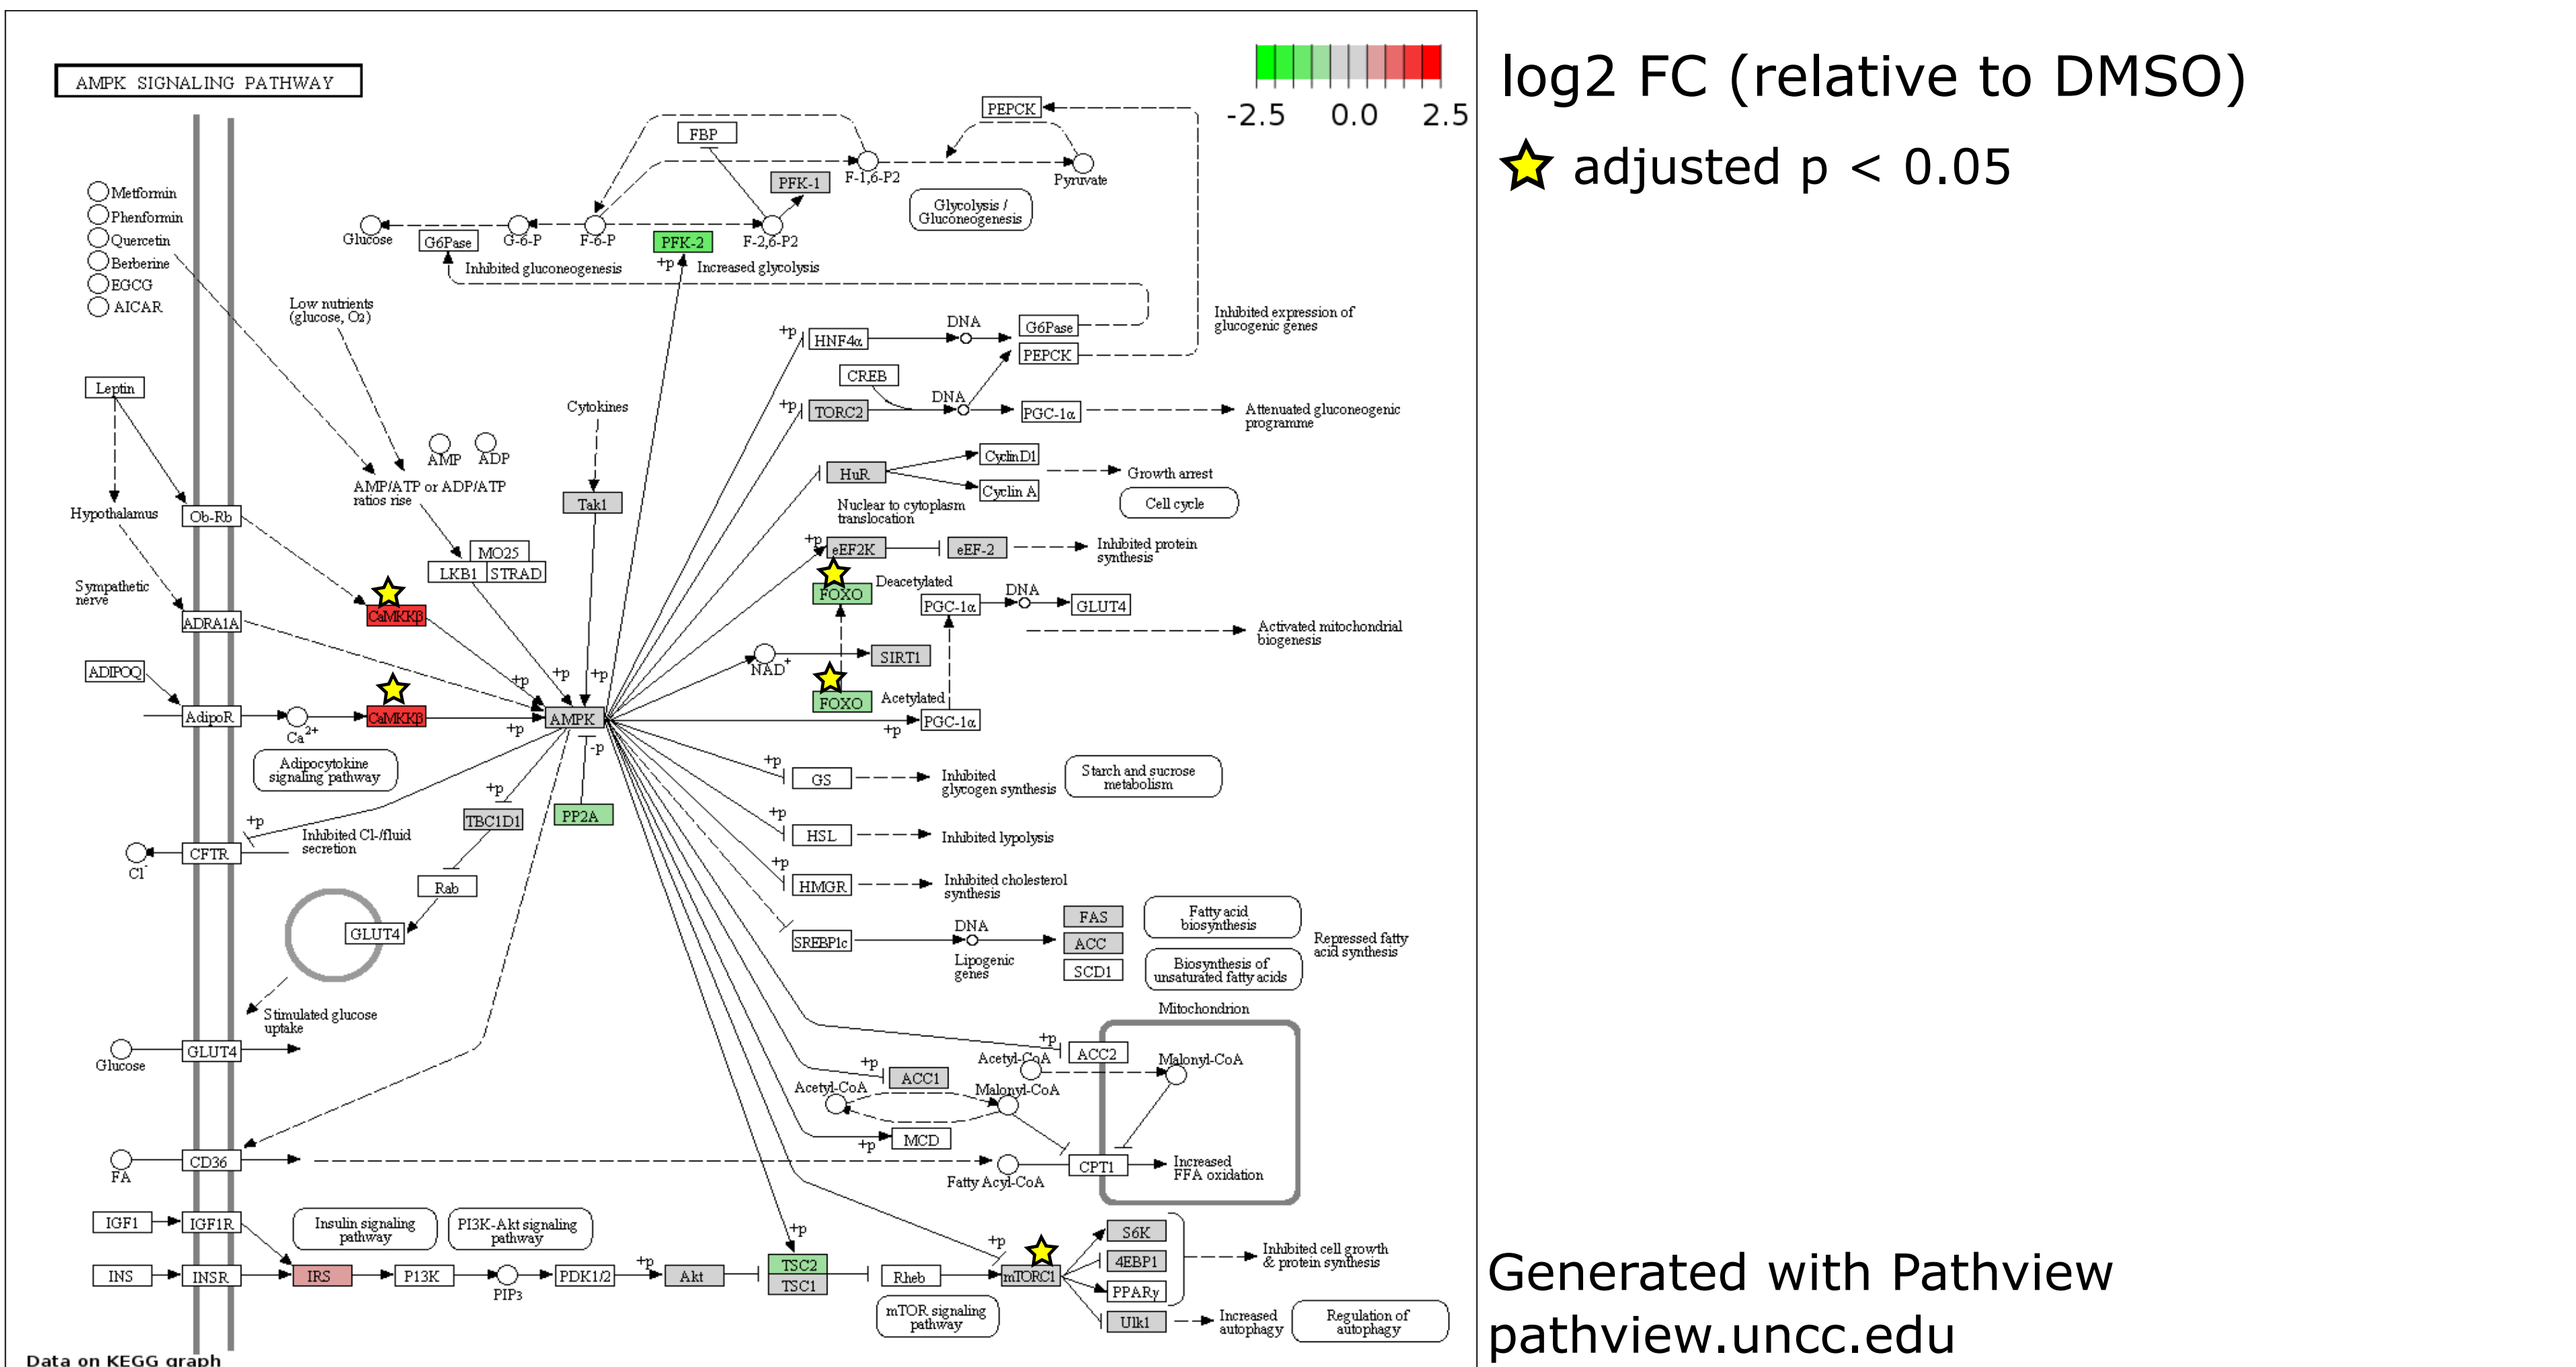 AMPK SIGNALING PATHWAY
-2.5 0.0 2.5
log2 FC (relative to DMSO)
adjusted p < 0.05
PEPCK
FBP
PFK-1
F-1,6-P2
Pyruvate
Glycolysis /
Gluconeogenesis
Metformin
Phenformin
Quercetin
Berberine
EGCG
AICAR
Glucose
G6Pase
G-6-P
F-6-P
PFK-2
F-2,6-P2
+p
Inhibited gluconeogenesis
Increased glycolysis
Low nutrients
(glucose, O2)
Inhibited expression of
glucogenic genes
+p
HNF4α
DNA
G6Pase
PEPCK
CREB
+p
TORC2
DNA
PGC-1α
Attenuated gluconeogenic
programme
Leptin
Cytokines
AMP
ADP
AMP/ATP or ADP/ATP
ratios rise
Tak1
HuR
Cyclin D1
Cyclin A
Growth arrest
Cell cycle
Nuclear to cytoplasm
translocation
Hypothalamus
Ob-Rb
MO25
LKB1
STRAD
+p
eEF2K
eEF-2
Inhibited protein
synthesis
Sympathetic
nerve
CaMKKβ
ADRA1A
FOXO
Deacetylated
PGC-1α
DNA
GLUT4
Activated mitochondrial
biogenesis
NAD+
SIRT1
ADIPOQ
+p
+p
+p
FOXO
Acetylated
AdipoR
Ca2+
CaMKKβ
+p
AMPK
+p
PGC-1α
-p
Adipocytokine
signaling pathway
+p
GS
Inhibited
glycogen synthesis
Starch and sucrose
metabolism
+p
TBC1D1
PP2A
+p
HSL
Inhibited lypolysis
+p
Inhibited Cl-/fluid
secretion
CFTR
Cl-
Rab
+p
HMGR
Inhibited cholesterol
synthesis
GLUT4
SREBP1c
DNA
Lipogenic
genes
FAS
ACC
SCD1
Fatty acid
biosynthesis
Biosynthesis of
unsaturated fatty acids
Repressed fatty
acid synthesis
Stimulated glucose
uptake
Mitochondrion
Glucose
GLUT4
+p
ACC2
Acetyl-CoA
Malonyl-CoA
+p
ACC1
Acetyl-CoA
Malonyl-CoA
+p
MCD
FA
CD36
Fatty Acyl-CoA
CPT1
Increased
FFA oxidation
IGF1
IGF1R
Insulin signaling
pathway
PI3K-Akt signaling
pathway
+p
+p
S6K
4EBP1
PPARγ
Ulk1
Inhibited cell growth
& protein synthesis
INS
INSR
IRS
P13K
PIP3
PDK1/2
+p
Akt
TSC2
TSC1
Rheb
mTORC1
mTOR signaling
pathway
Increased
autophagy
Regulation of
autophagy
Data on KEGG graph
Generated with Pathview
pathview.uncc.edu